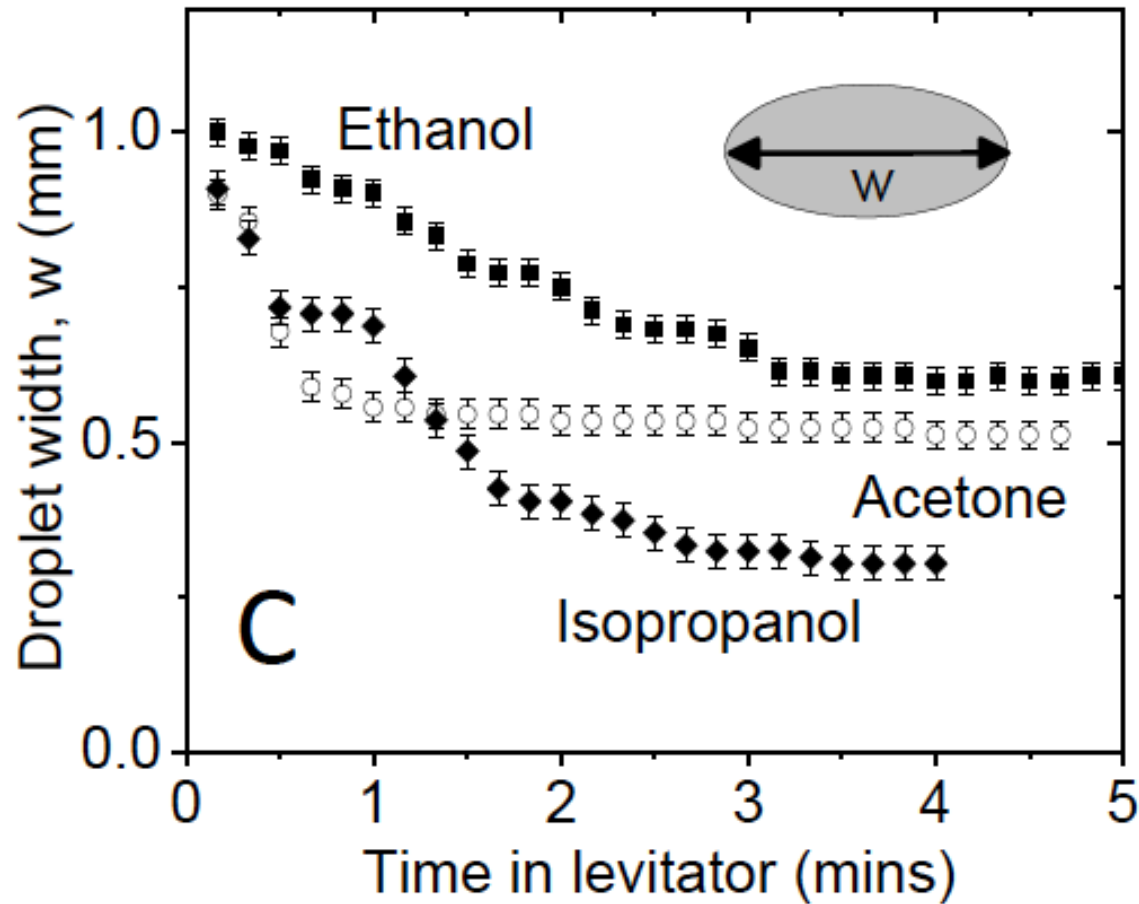 1.0
0.5
0.0
Droplet width, w (mm)
Ethanol
w
Acetone
Isopropanol
C
0 1 2 3 4 5
Time in levitator (mins)